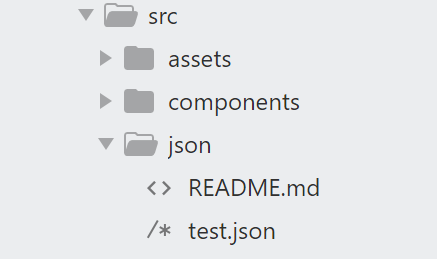 src
assets
components
json
<> README.md
/* test.json